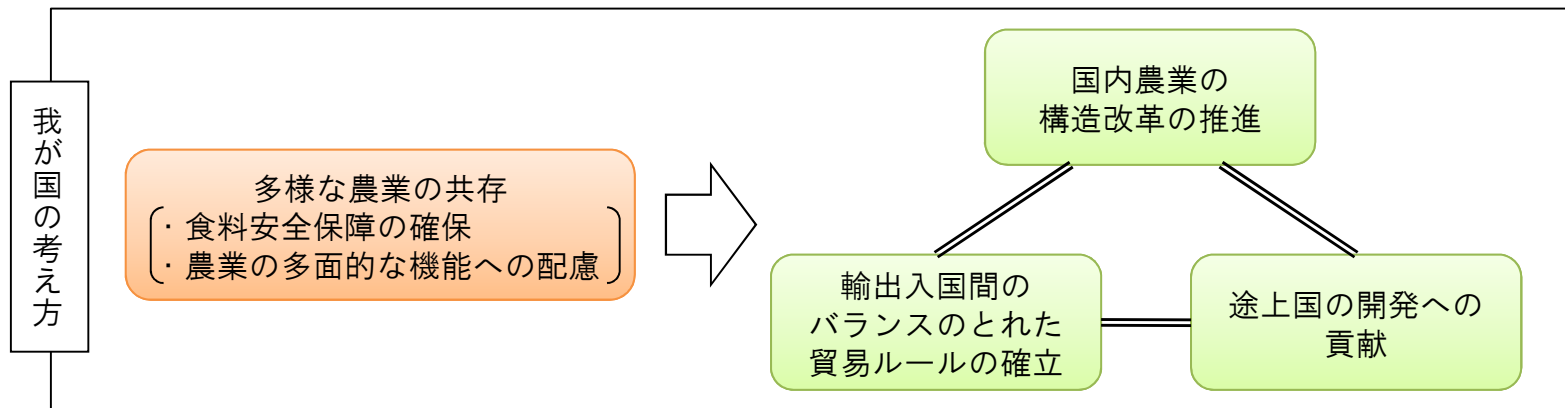 我が国の考え方
多様な農業の共存
・食料安全保障の確保
・農業の多面的な機能への配慮
国内農業の
構造改革の推進
輸出入国間の
バランスのとれた
貿易ルールの確立
途上国の開発への
貢献